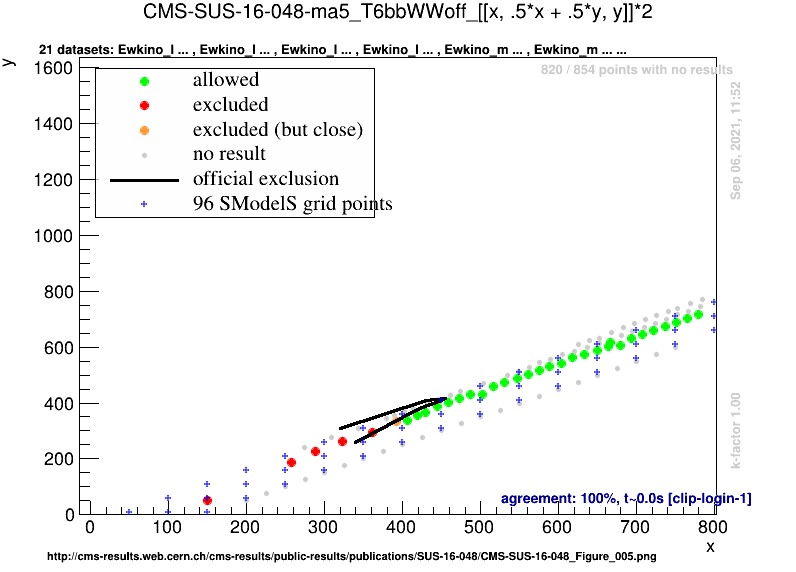 CMS-SUS-16-048-ma5_T6bbWWoff_[[x, .5*x + .5*y, y]]*2
21 datasets: Ewkino_l ... , Ewkino_l ... , Ewkino_l ... , Ewkino_l ... , Ewkino_m ... , Ewkino_m ... ...
y
820 / 854 points with no results
Sep 06, 2021, 11:52
allowed
excluded
excluded (but close)
no result
official exclusion
96 SModelS grid points
1600
1400
1200
1000
800
600
400
200
0
k-factor 1.00
agreement: 100%, t~0.0s [clip-login-1]
0 100 200 300 400 500 600 700 800
x
http://cms-results.web.cern.ch/cms-results/public-results/publications/SUS-16-048/CMS-SUS-16-048_Figure_005.png